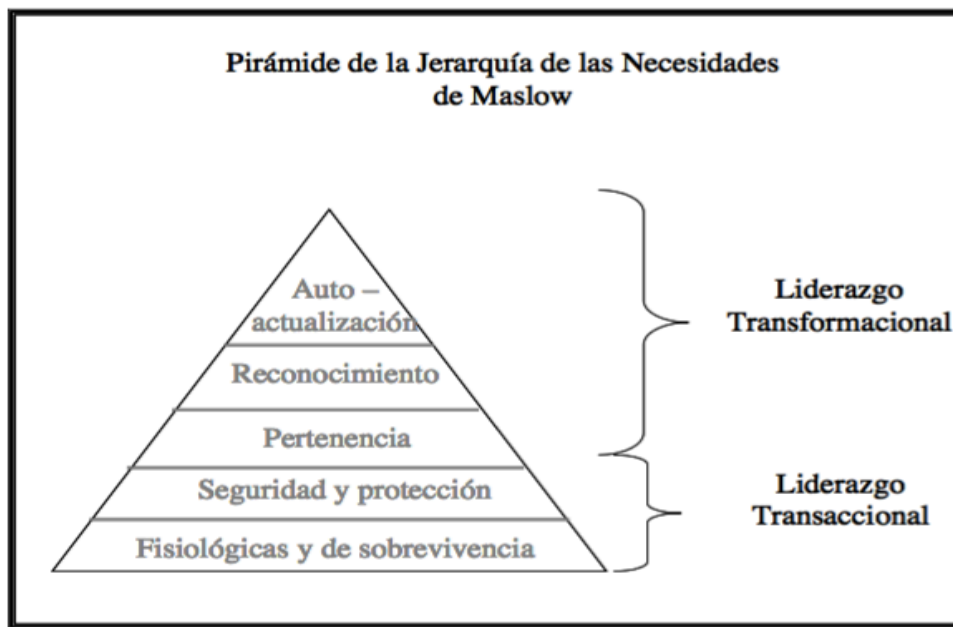 Pirámide de la Jerarquía de las Necesidades
de Maslow
Auto –
actualización
Reconocimiento
Pertenencia
Seguridad y protección
Fisiológicas y de sobrevivencia
Liderazgo
Transformacional
Liderazgo
Transaccional